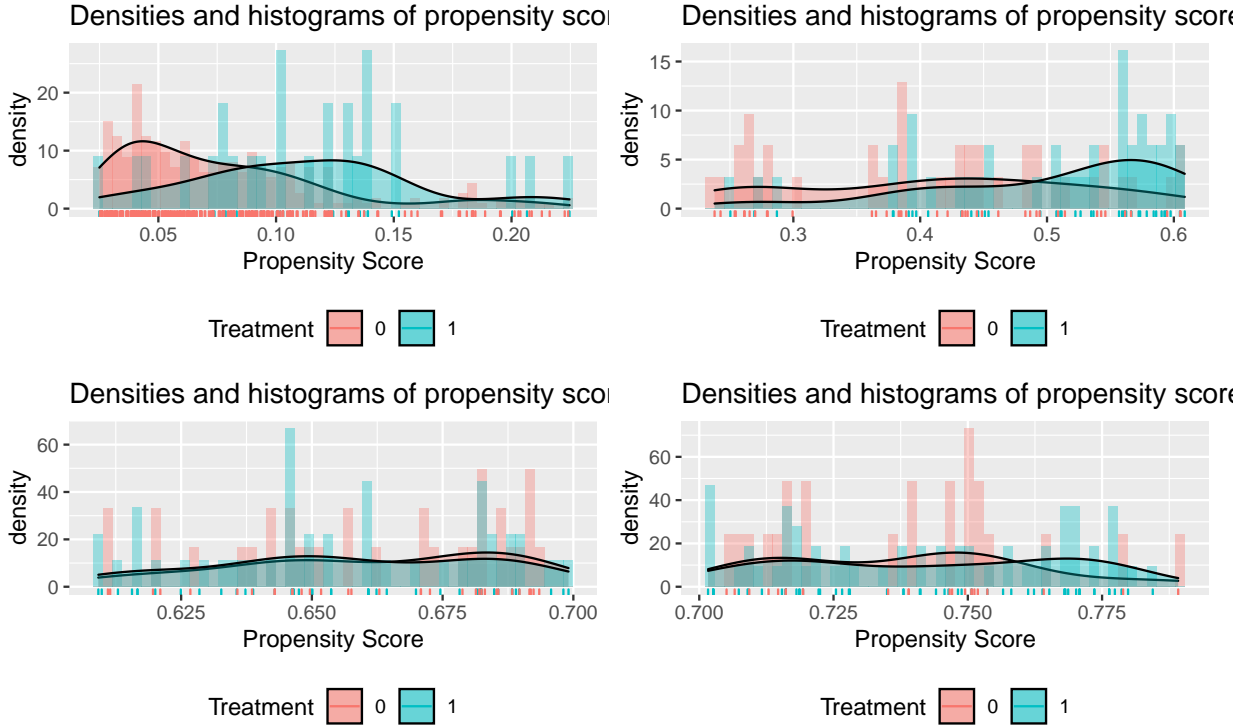 Densities and histograms of propensity scor
density
20
10
0
0.05 0.10 0.15 0.20
Propensity Score
Treatment 0 1
Densities and histograms of propensity score
density
15
10
5
0
0.3 0.4 0.5 0.6
Propensity Score
Treatment 0 1
Densities and histograms of propensity scor
density
60
40
20
0
0.625 0.650 0.675 0.700
Propensity Score
Treatment 0 1
Densities and histograms of propensity score
density
60
40
20
0
0.700 0.725 0.750 0.775
Propensity Score
Treatment 0 1